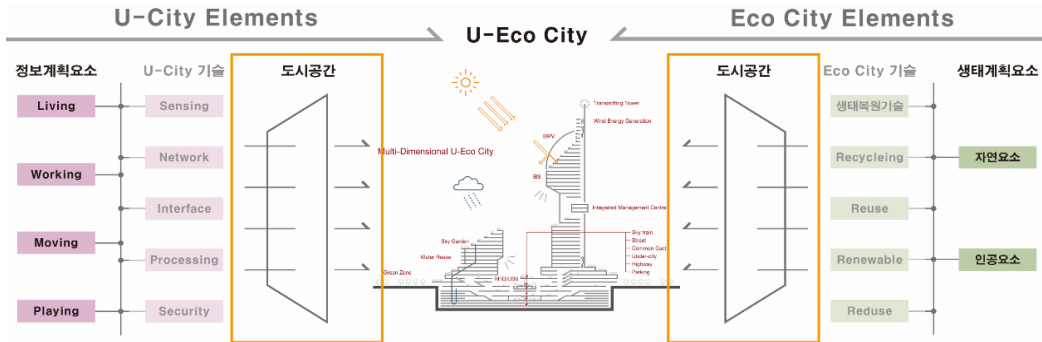 U-City Elements
U-Eco City
Eco City Elements
정보계획요소
U-City 기술
도시공간
Living
Working
Moving
Playing
Sensing
Network
Interface
Processing
Security
Multi-Dimensional U-Eco City
Transmitting Tower
Wind Energy Generation
BIPV
IBS
Integrated Management Center
Sky Garden
Water Reuse
Green Zone
RFID/USN
Sky train
Street
Common Duct
Under-city
Highway
Parking
도시공간
Eco City 기술
생태계획요소
생태복원기술
Recycleing
Reuse
Renewable
Reduse
자연요소
인공요소